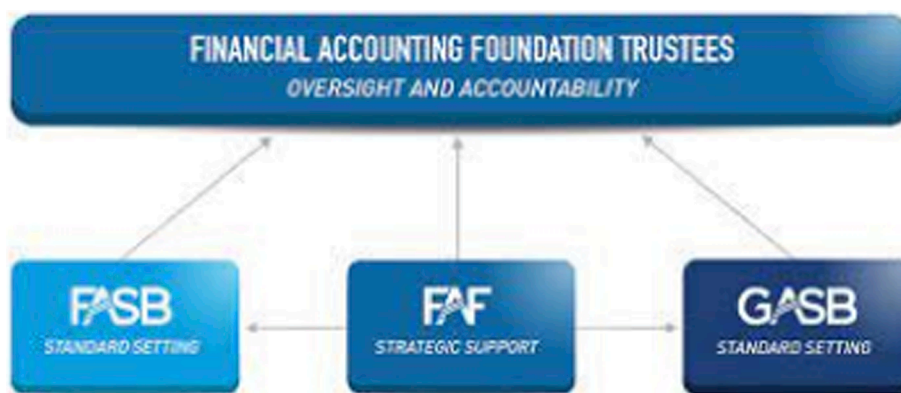 FINANCIAL ACCOUNTING FOUNDATION TRUSTEES
OVERSIGHT AND ACCOUNTABILITY
FASB
STANDARD SETTING
FAF
STRATEGIC SUPPORT
GASB
STANDARD SETTING